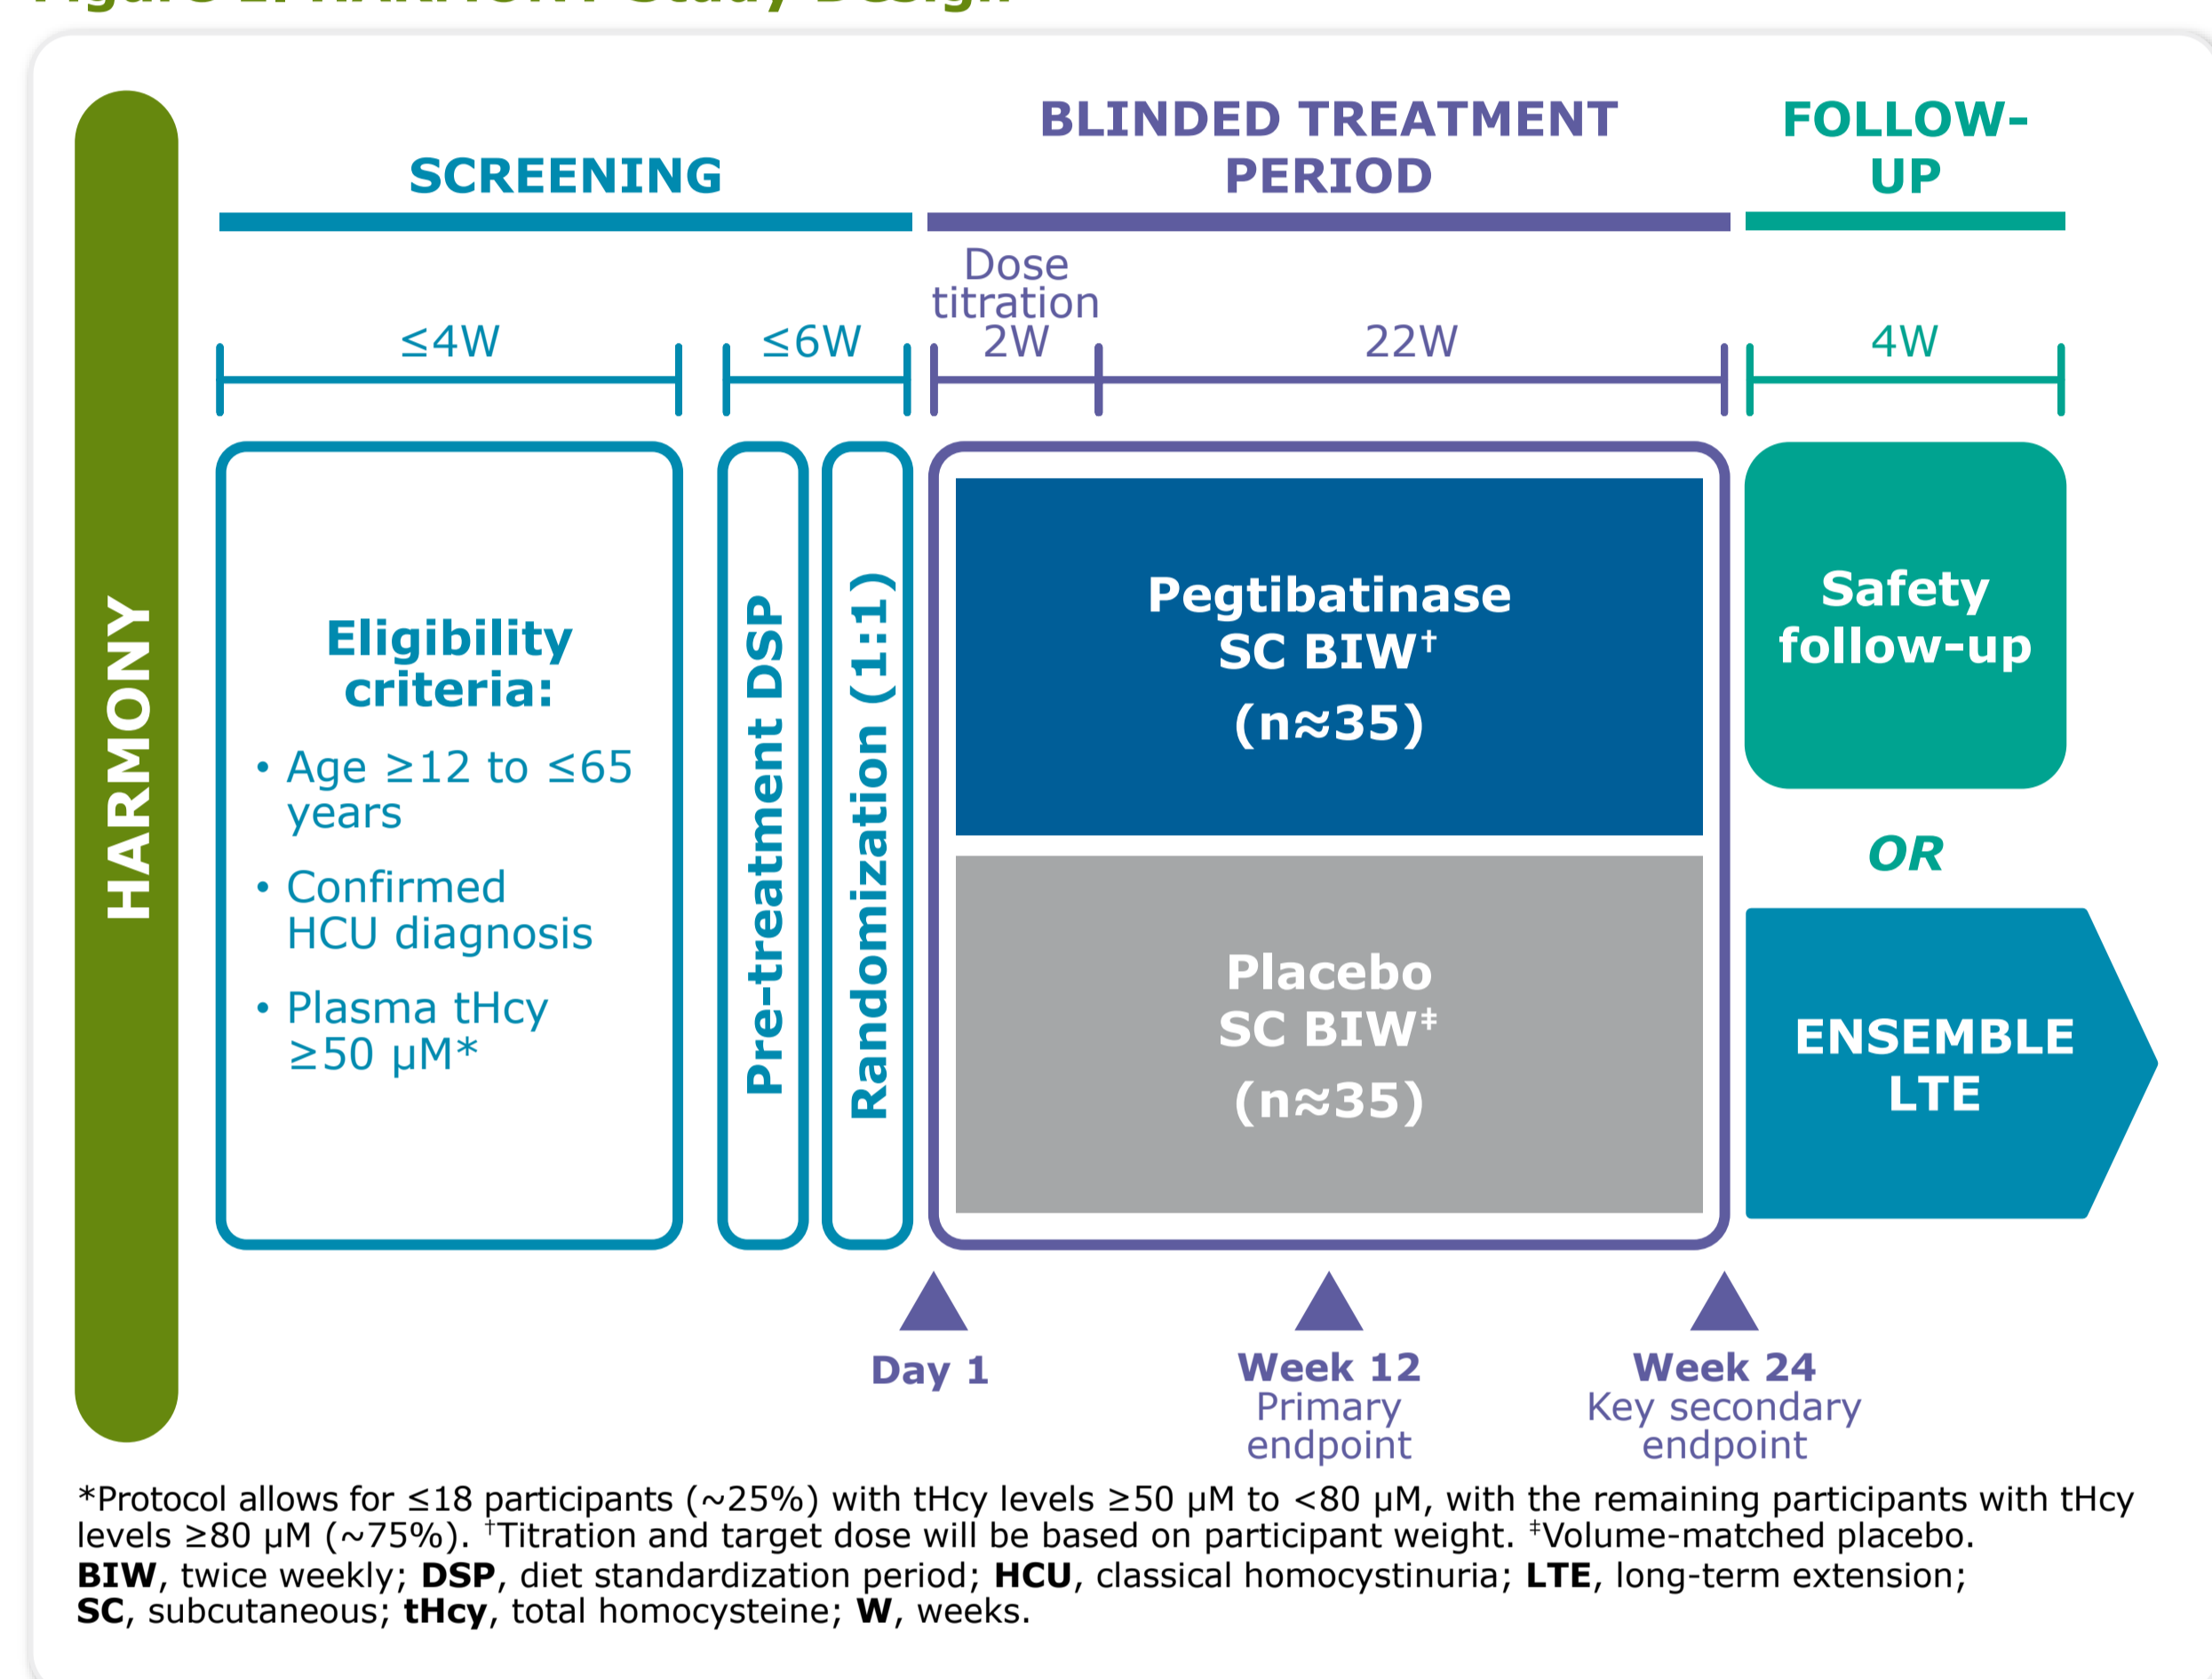 HARMONY
SCREENING
BLINDED TREATMENT
PERIOD
FOLLOW-
UP
≤4W
≤6W
Dose
titration
2W
22W
4W
Eligibility
criteria:
• Age ≥12 to ≤65
years
• Confirmed
HCU diagnosis
• Plasma tHcy
≥50 µM*
Pre-treatment DSP
Randomization (1:1)
Pegtibatinase
SC BIW†
(n≈35)
Placebo
SC BIW‡
(n≈35)
Safety
follow-up
OR
ENSEMBLE
LTE
Day 1
Week 12
Primary
endpoint
Week 24
Key secondary
endpoint
*Protocol allows for ≤18 participants (~25%) with tHcy levels ≥50 µM to <80 µM, with the remaining participants with tHcy
levels ≥80 µM (~75%). †Titration and target dose will be based on participant weight. ‡Volume-matched placebo.
BIW, twice weekly; DSP, diet standardization period; HCU, classical homocystinuria; LTE, long-term extension;
SC, subcutaneous; tHcy, total homocysteine; W, weeks.